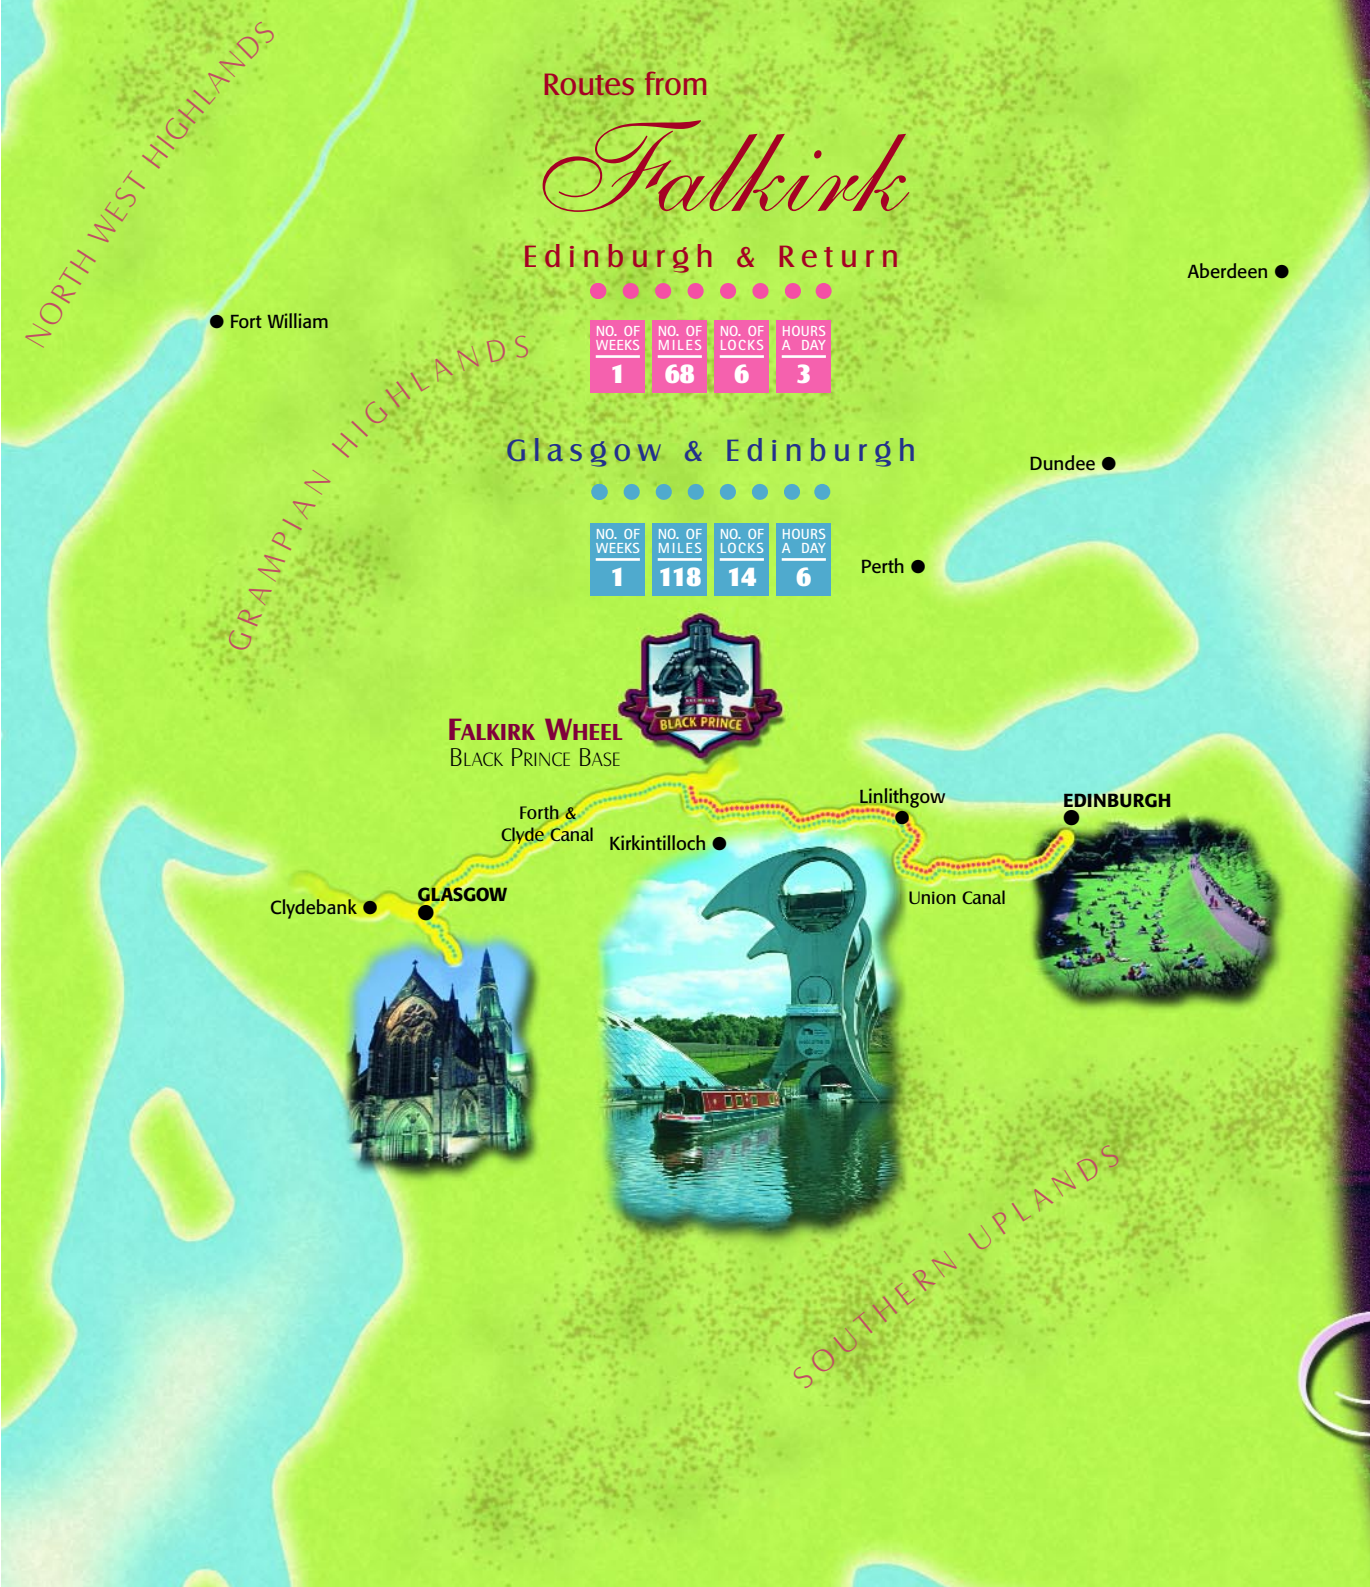 Routes from
Falkirk
Edinburgh & Return
NO. OF WEEKS 1
NO. OF MILES 68
NO. OF LOCKS 6
HOURS A DAY 3
Glasgow & Edinburgh
NO. OF WEEKS 1
NO. OF MILES 118
NO. OF LOCKS 14
HOURS A DAY 6
NORTH WEST HIGHLANDS
Fort William
GRAMPIAN HIGHLANDS
Aberdeen
Dundee
Perth
BLACK PRINCE
FALKIRK WHEEL
BLACK PRINCE BASE
Forth &
Clyde Canal
Kirkintilloch
Linlithgow
EDINBURGH
Union Canal
Clydebank
GLASGOW
SOUTHERN UPLANDS